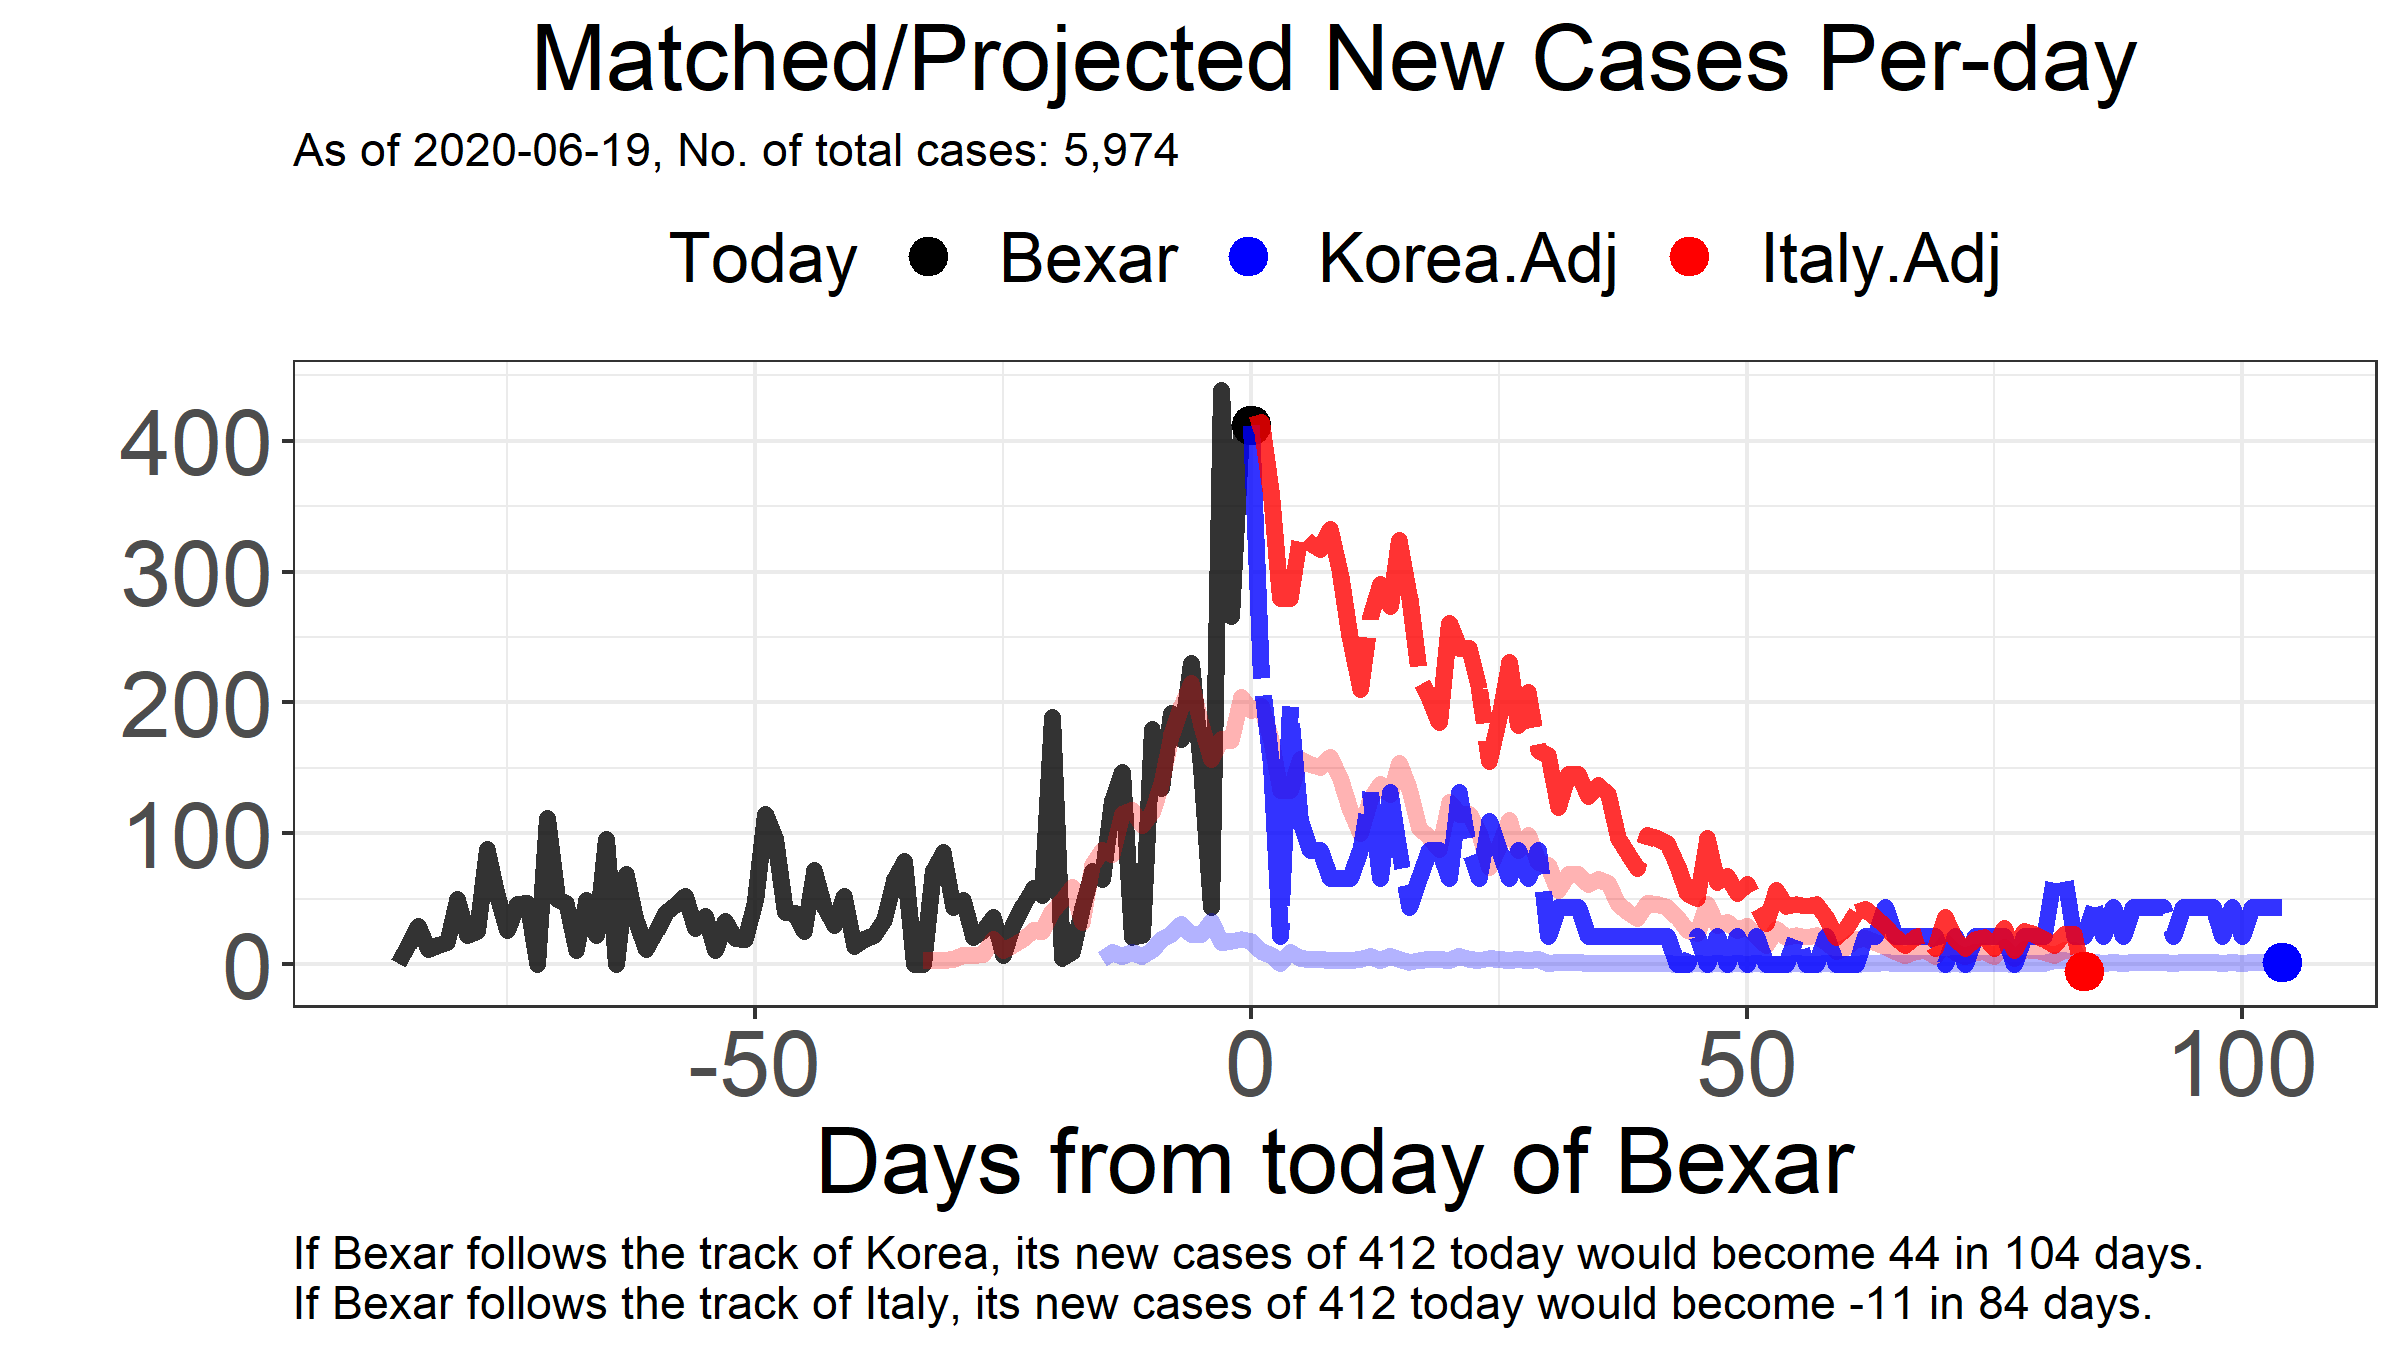 Matched/Projected New Cases Per-day
As of 2020-06-19, No. of total cases: 5,974
Today Bexar Korea.Adj Italy.Adj
400
300
200
100
0
-50 0 50 100
Days from today of Bexar
If Bexar follows the track of Korea, its new cases of 412 today would become 44 in 104 days.
If Bexar follows the track of Italy, its new cases of 412 today would become -11 in 84 days.